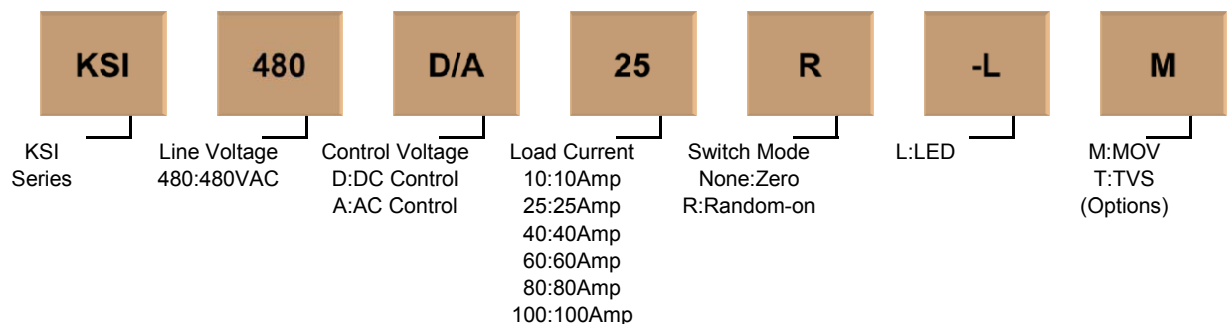 KSI 480 D/A 25 R -L M
KSI Line Voltage Control Voltage Load Current Switch Mode L:LED M:MOV
Series 480:480VAC D:DC Control 10:10Amp None:Zero T:TVS
A:AC Control 25:25Amp R:Random-on (Options)
40:40Amp
60:60Amp
80:80Amp
100:100Amp